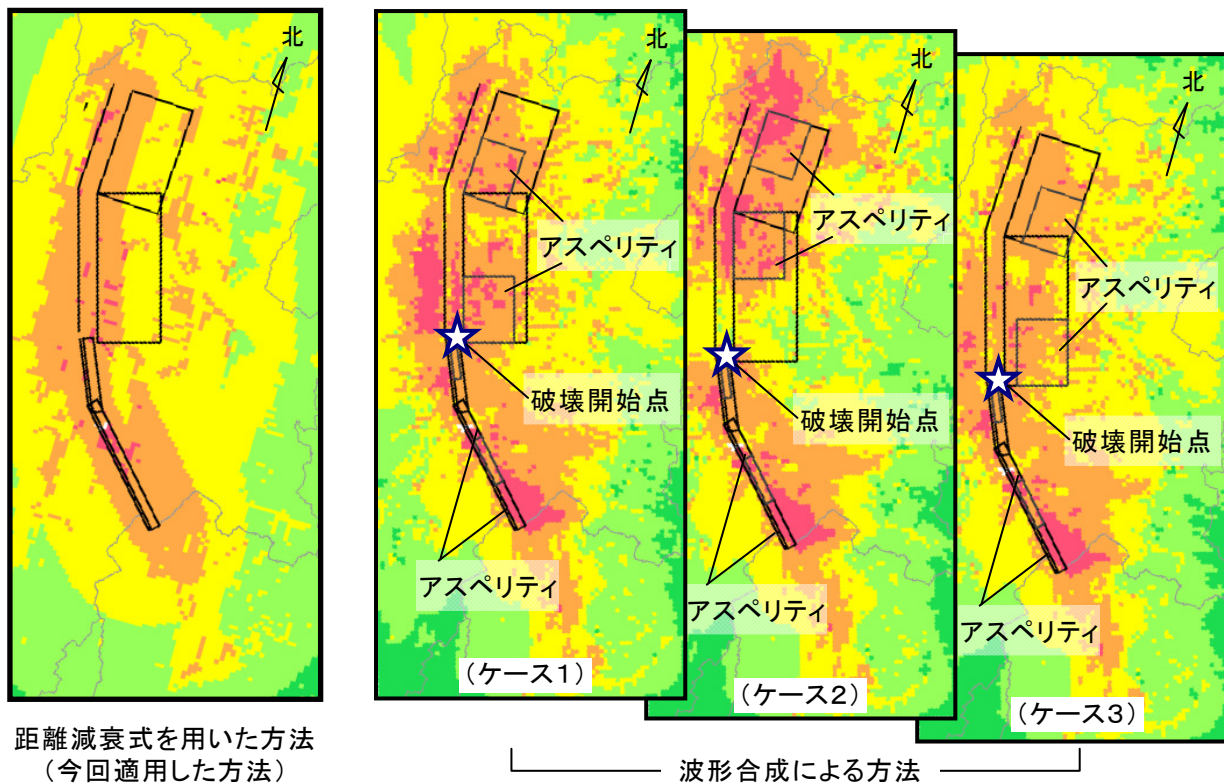 北
北
北
アスペリティ
アスペリティ
アスペリティ
破壊開始点
破壊開始点
破壊開始点
アスペリティ
アスペリティ
アスペリティ
（ケース１）
（ケース２）
（ケース３）
距離減衰式を用いた方法
（今回適用した方法）
波形合成による方法